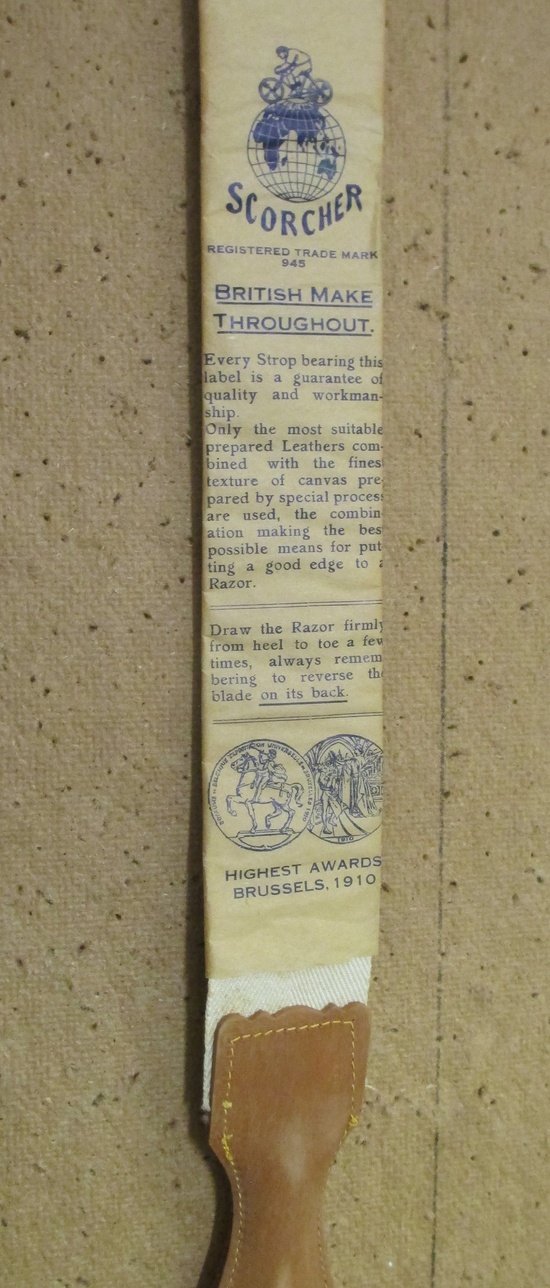 SCORCHER
REGISTERED TRADE MARK
945
BRITISH MAKE
THROUGHOUT.
Every Strop bearing this
label is a guarantee of
quality and workman-
ship.
Only the most suitable
prepared Leathers com-
bined with the fines
texture of canvas pre-
pared by special process
are used, the combin-
ation making the bes
possible means for put-
ting a good edge to a
Razor.
Draw the Razor firmly
from heel to toe a few
times, always remem
bering to reverse the
blade on its back.
1910
HIGHEST AWARDS
BRUSSELS, 1910